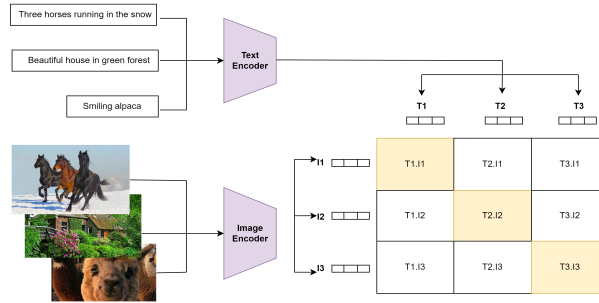 Three horses running in the snow
Beautiful house in green forest
Smiling alpaca
Text
Encoder
T1 T2 T3
Image
Encoder
I1 T1.I1 T2.I1 T3.I1
I2 T1.I2 T2.I2 T3.I2
I3 T1.I3 T2.I3 T3.I3